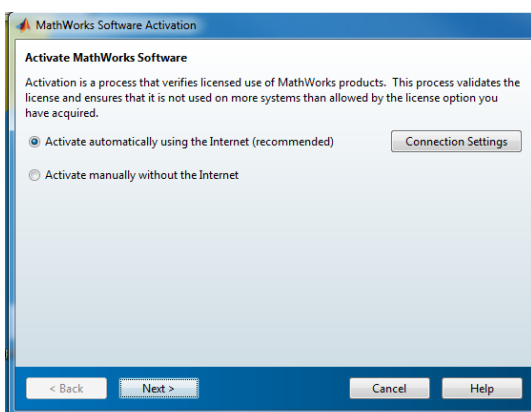 MathWorks Software Activation
Activate MathWorks Software
Activation is a process that verifies licensed use of MathWorks products. This process validates the
license and ensures that it is not used on more systems than allowed by the license option you
have acquired.
Activate automatically using the Internet (recommended) Connection Settings
Activate manually without the Internet
< Back Next > Cancel Help